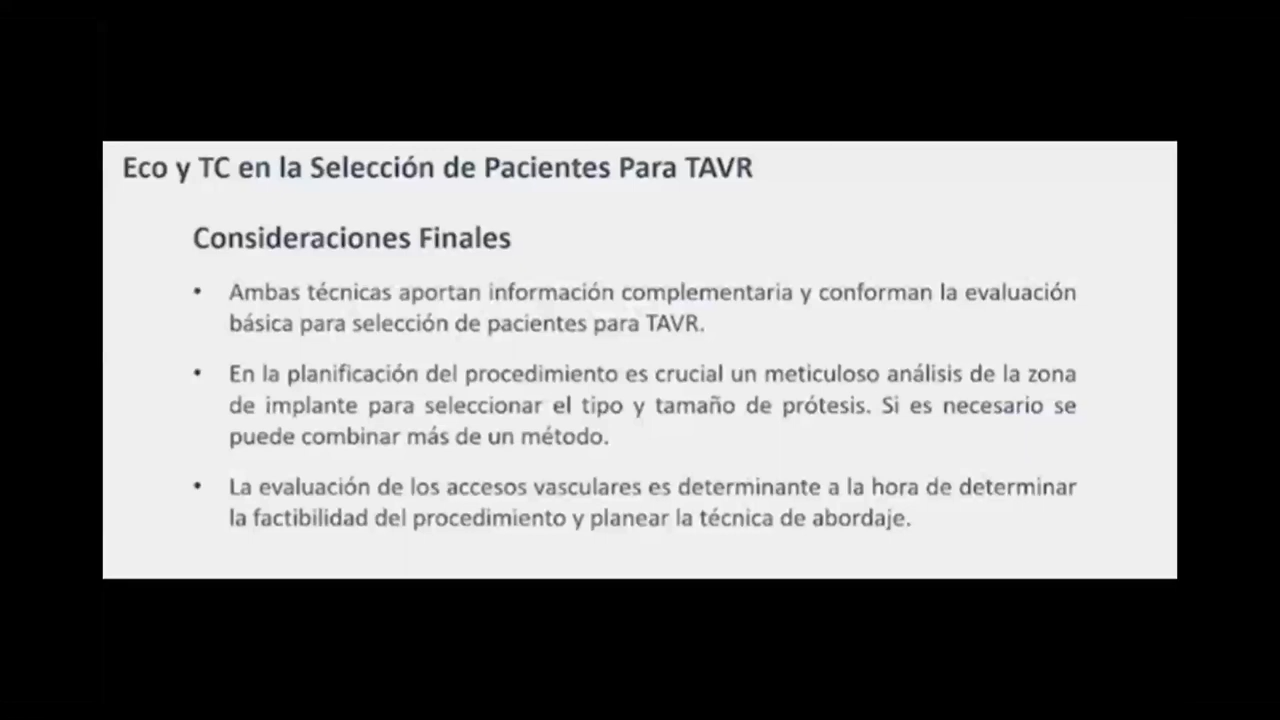 Eco y TC en la Selección de Pacientes Para TAVR
Consideraciones Finales
• Ambas técnicas aportan información complementaria y conforman la evaluación
básica para selección de pacientes para TAVR.
• En la planificación del procedimiento es crucial un meticuloso análisis de la zona
de implante para seleccionar el tipo y tamaño de prótesis. Si es necesario se
puede combinar más de un método.
• La evaluación de los accesos vasculares es determinante a la hora de determinar
la factibilidad del procedimiento y planear la técnica de abordaje.